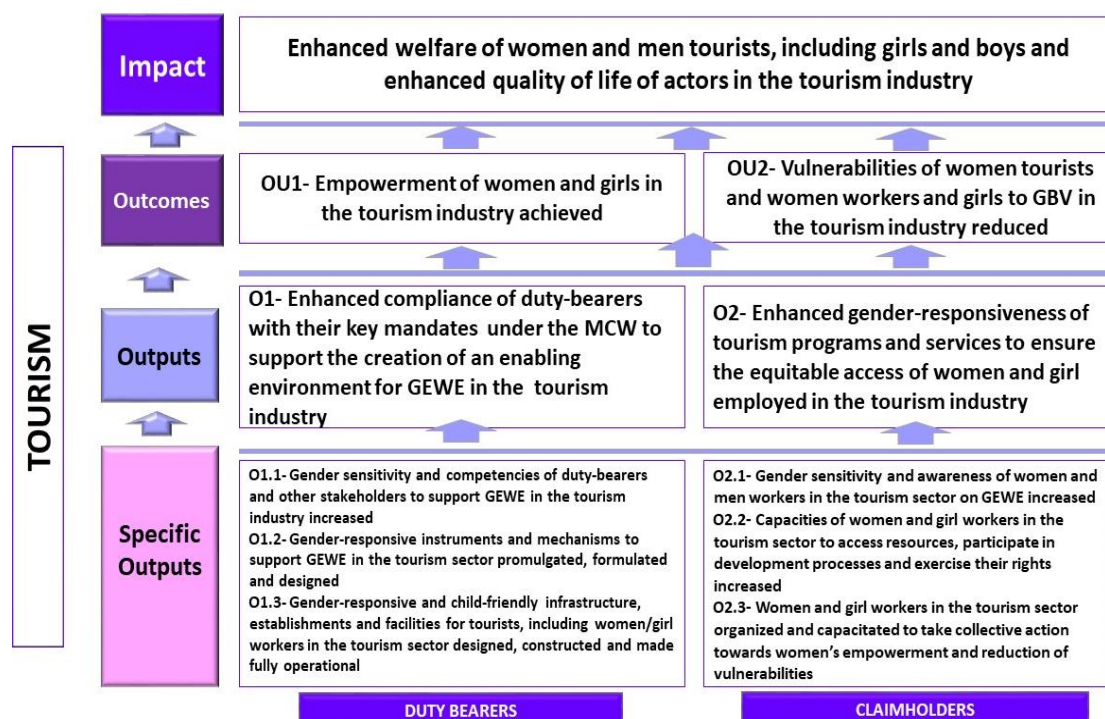 TOURISM
Impact
Enhanced welfare of women and men tourists, including girls and boys and
enhanced quality of life of actors in the tourism industry
Outcomes
OU1- Empowerment of women and girls in
the tourism industry achieved
OU2- Vulnerabilities of women tourists
and women workers and girls to GBV in
the tourism industry reduced
Outputs
O1- Enhanced compliance of duty-bearers
with their key mandates under the MCW to
support the creation of an enabling
environment for GEWE in the tourism
industry
O2- Enhanced gender-responsiveness of
tourism programs and services to ensure
the equitable access of women and girl
employed in the tourism industry
Specific
Outputs
O1.1- Gender sensitivity and competencies of duty-bearers
and other stakeholders to support GEWE in the tourism
industry increased
O1.2- Gender-responsive instruments and mechanisms to
support GEWE in the tourism sector promulgated, formulated
and designed
O1.3- Gender-responsive and child-friendly infrastructure,
establishments and facilities for tourists, including women/girl
workers in the tourism sector designed, constructed and made
fully operational
O2.1- Gender sensitivity and awareness of women and
men workers in the tourism sector on GEWE increased
O2.2- Capacities of women and girl workers in the
tourism sector to access resources, participate in
development processes and exercise their rights
increased
O2.3- Women and girl workers in the tourism sector
organized and capacitated to take collective action
towards women’s empowerment and reduction of
vulnerabilities
DUTY BEARERS
CLAIMHOLDERS